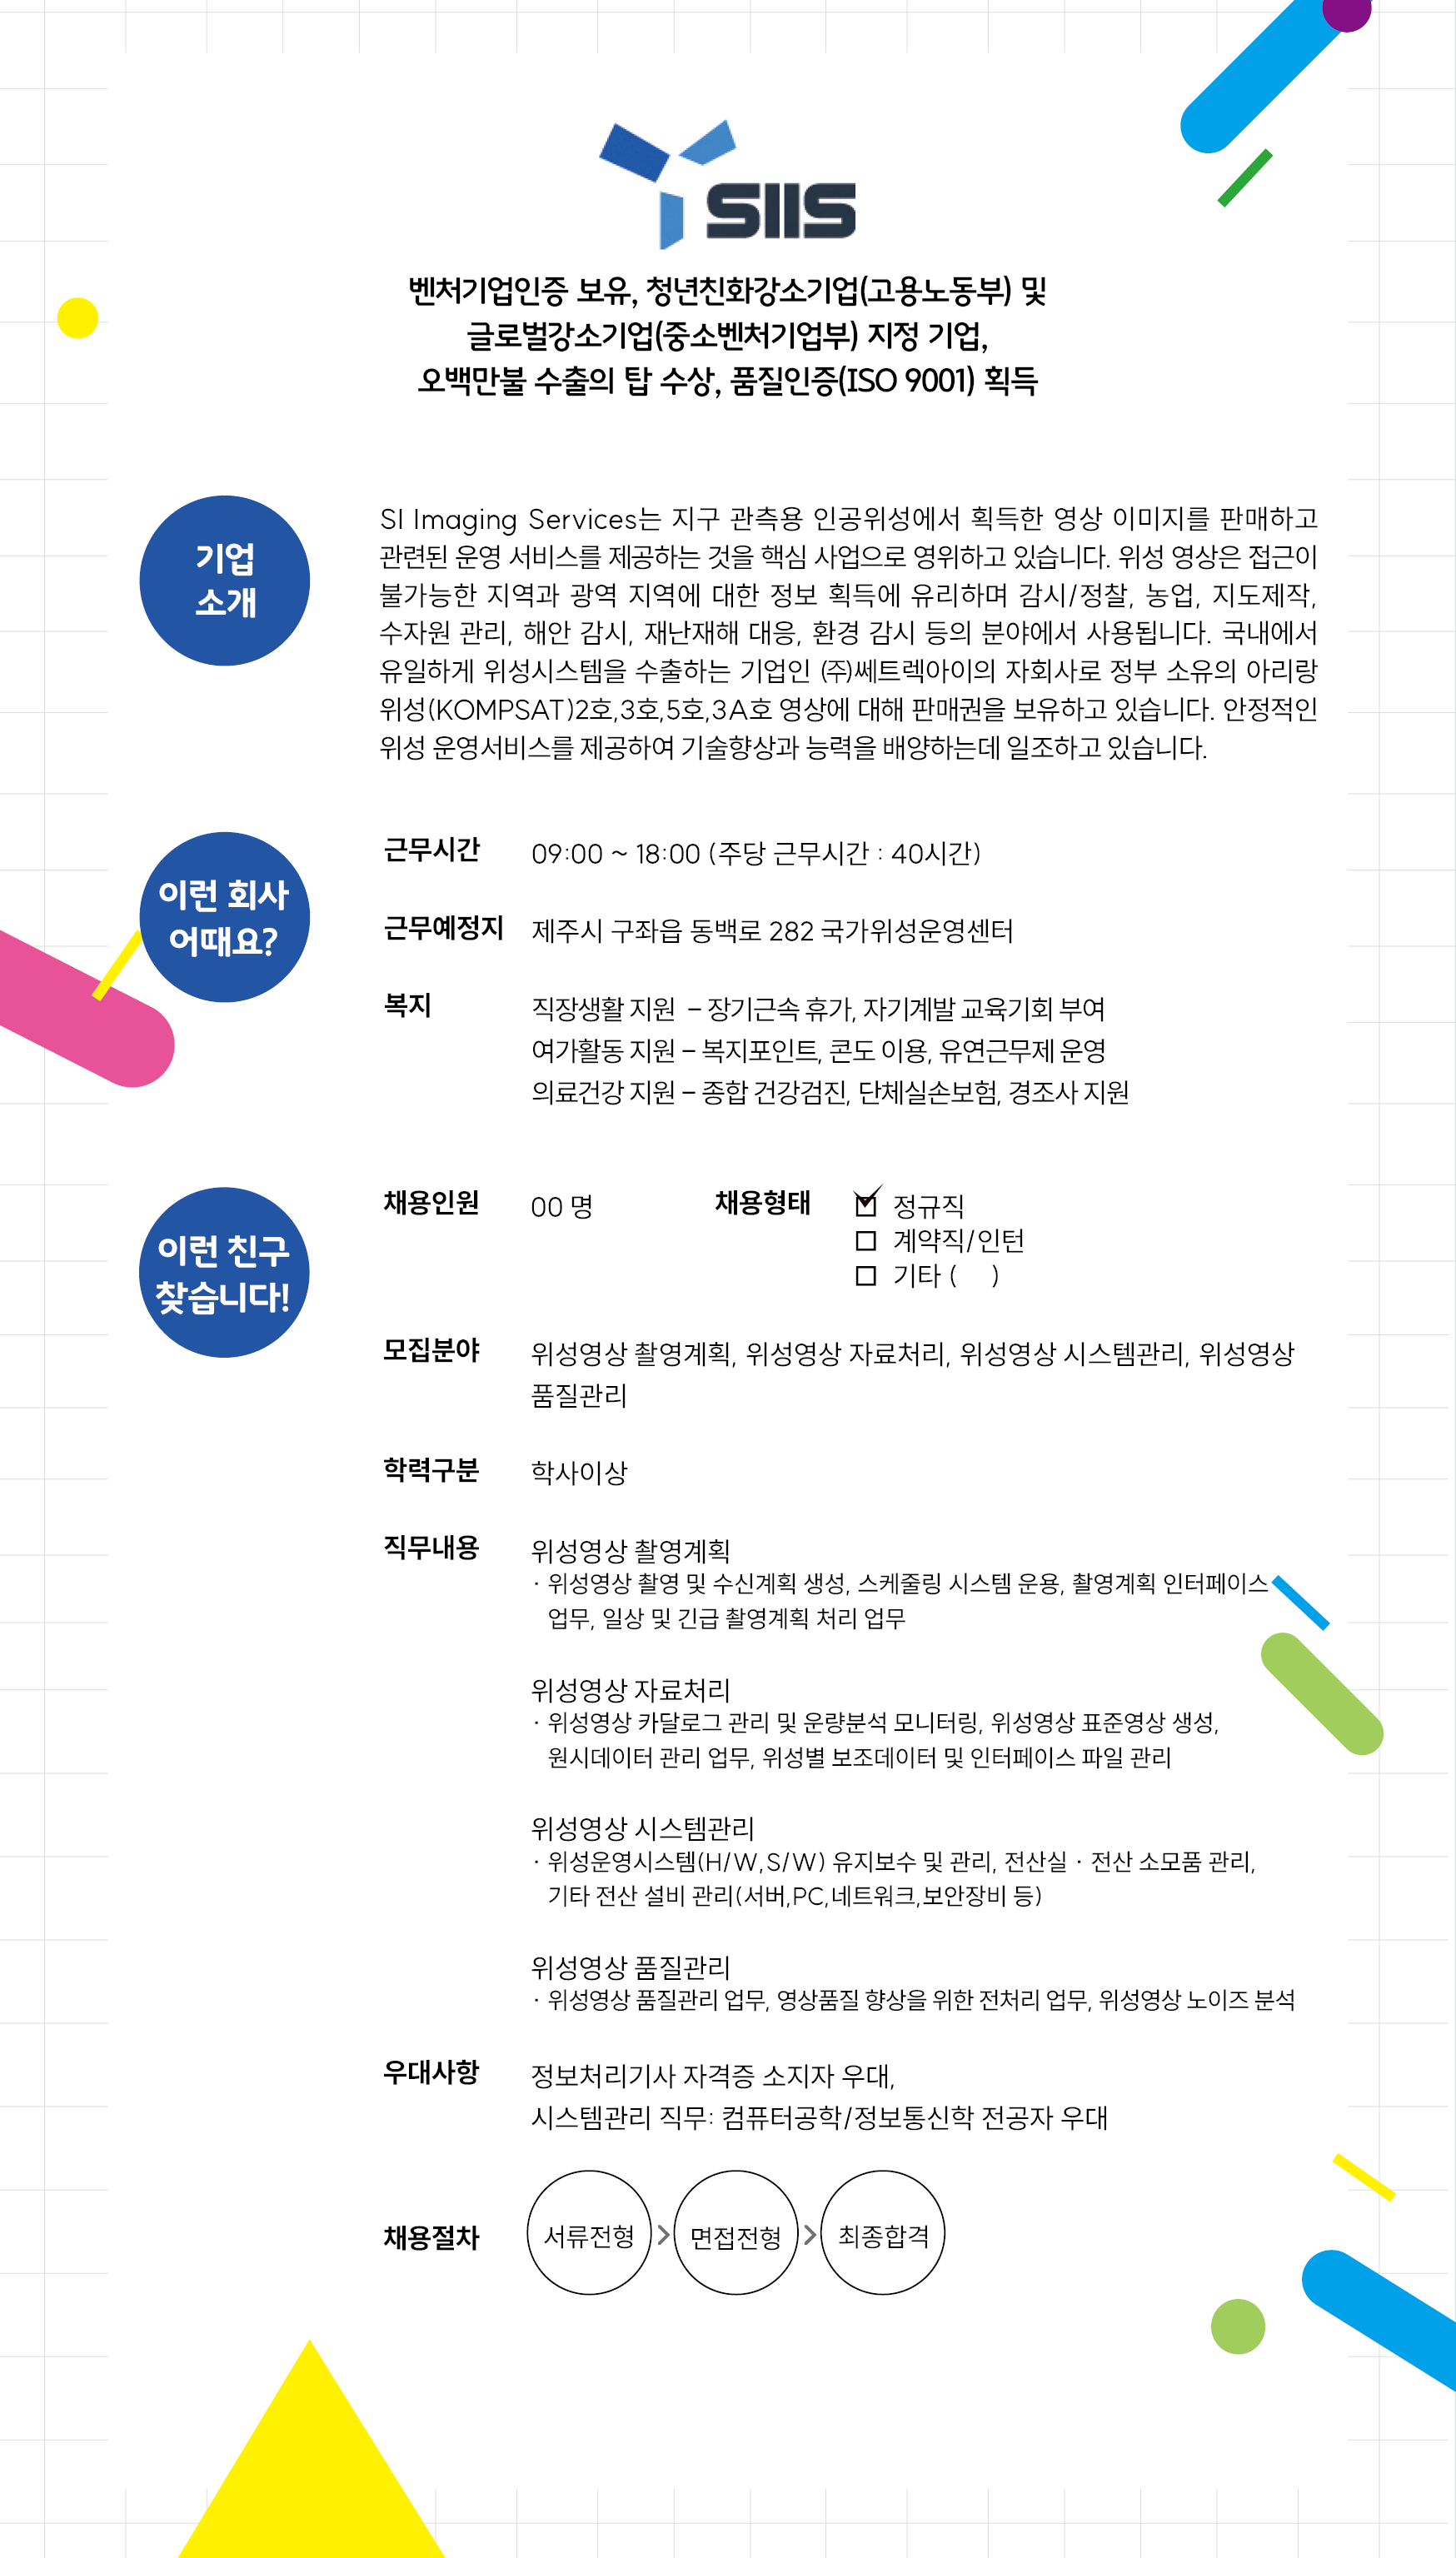 SIIS
벤처기업인증 보유, 청년친화강소기업(고용노동부) 및
글로벌강소기업(중소벤처기업부) 지정 기업,
오백만불 수출의 탑 수상, 품질인증(ISO 9001) 획득
기업
소개
SI Imaging Services는 지구 관측용 인공위성에서 획득한 영상 이미지를 판매하고
관련된 운영 서비스를 제공하는 것을 핵심 사업으로 영위하고 있습니다. 위성 영상은 접근이
불가능한 지역과 광역 지역에 대한 정보 획득에 유리하며 감시/정찰, 농업, 지도제작,
수자원 관리, 해안 감시, 재난재해 대응, 환경 감시 등의 분야에서 사용됩니다. 국내에서
유일하게 위성시스템을 수출하는 기업인 ㈜쎄트렉아이의 자회사로 정부 소유의 아리랑
위성(KOMPSAT)2호,3호,5호,3A호 영상에 대해 판매권을 보유하고 있습니다. 안정적인
위성 운영서비스를 제공하여 기술향상과 능력을 배양하는데 일조하고 있습니다.
이런 회사
어때요?
근무시간 09:00 ~ 18:00 (주당 근무시간 : 40시간)
근무예정지 제주시 구좌읍 동백로 282 국가위성운영센터
복지 직장생활 지원 – 장기근속 휴가, 자기계발 교육기회 부여
여가활동 지원 – 복지포인트, 콘도 이용, 유연근무제 운영
의료건강 지원 – 종합 건강검진, 단체실손보험, 경조사 지원
이런 친구
찾습니다!
채용인원 00 명 채용형태 ☑ 정규직
□ 계약직/인턴
□ 기타 ( )
모집분야 위성영상 촬영계획, 위성영상 자료처리, 위성영상 시스템관리, 위성영상
품질관리
학력구분 학사이상
직무내용 위성영상 촬영계획
· 위성영상 촬영 및 수신계획 생성, 스케줄링 시스템 운용, 촬영계획 인터페이스
업무, 일상 및 긴급 촬영계획 처리 업무
위성영상 자료처리
· 위성영상 카달로그 관리 및 운량분석 모니터링, 위성영상 표준영상 생성,
원시데이터 관리 업무, 위성별 보조데이터 및 인터페이스 파일 관리
위성영상 시스템관리
· 위성운영시스템(H/W,S/W) 유지보수 및 관리, 전산실 · 전산 소모품 관리,
기타 전산 설비 관리(서버,PC,네트워크,보안장비 등)
위성영상 품질관리
· 위성영상 품질관리 업무, 영상품질 향상을 위한 전처리 업무, 위성영상 노이즈 분석
우대사항 정보처리기사 자격증 소지자 우대,
시스템관리 직무: 컴퓨터공학/정보통신학 전공자 우대
채용절차 서류전형 > 면접전형 > 최종합격